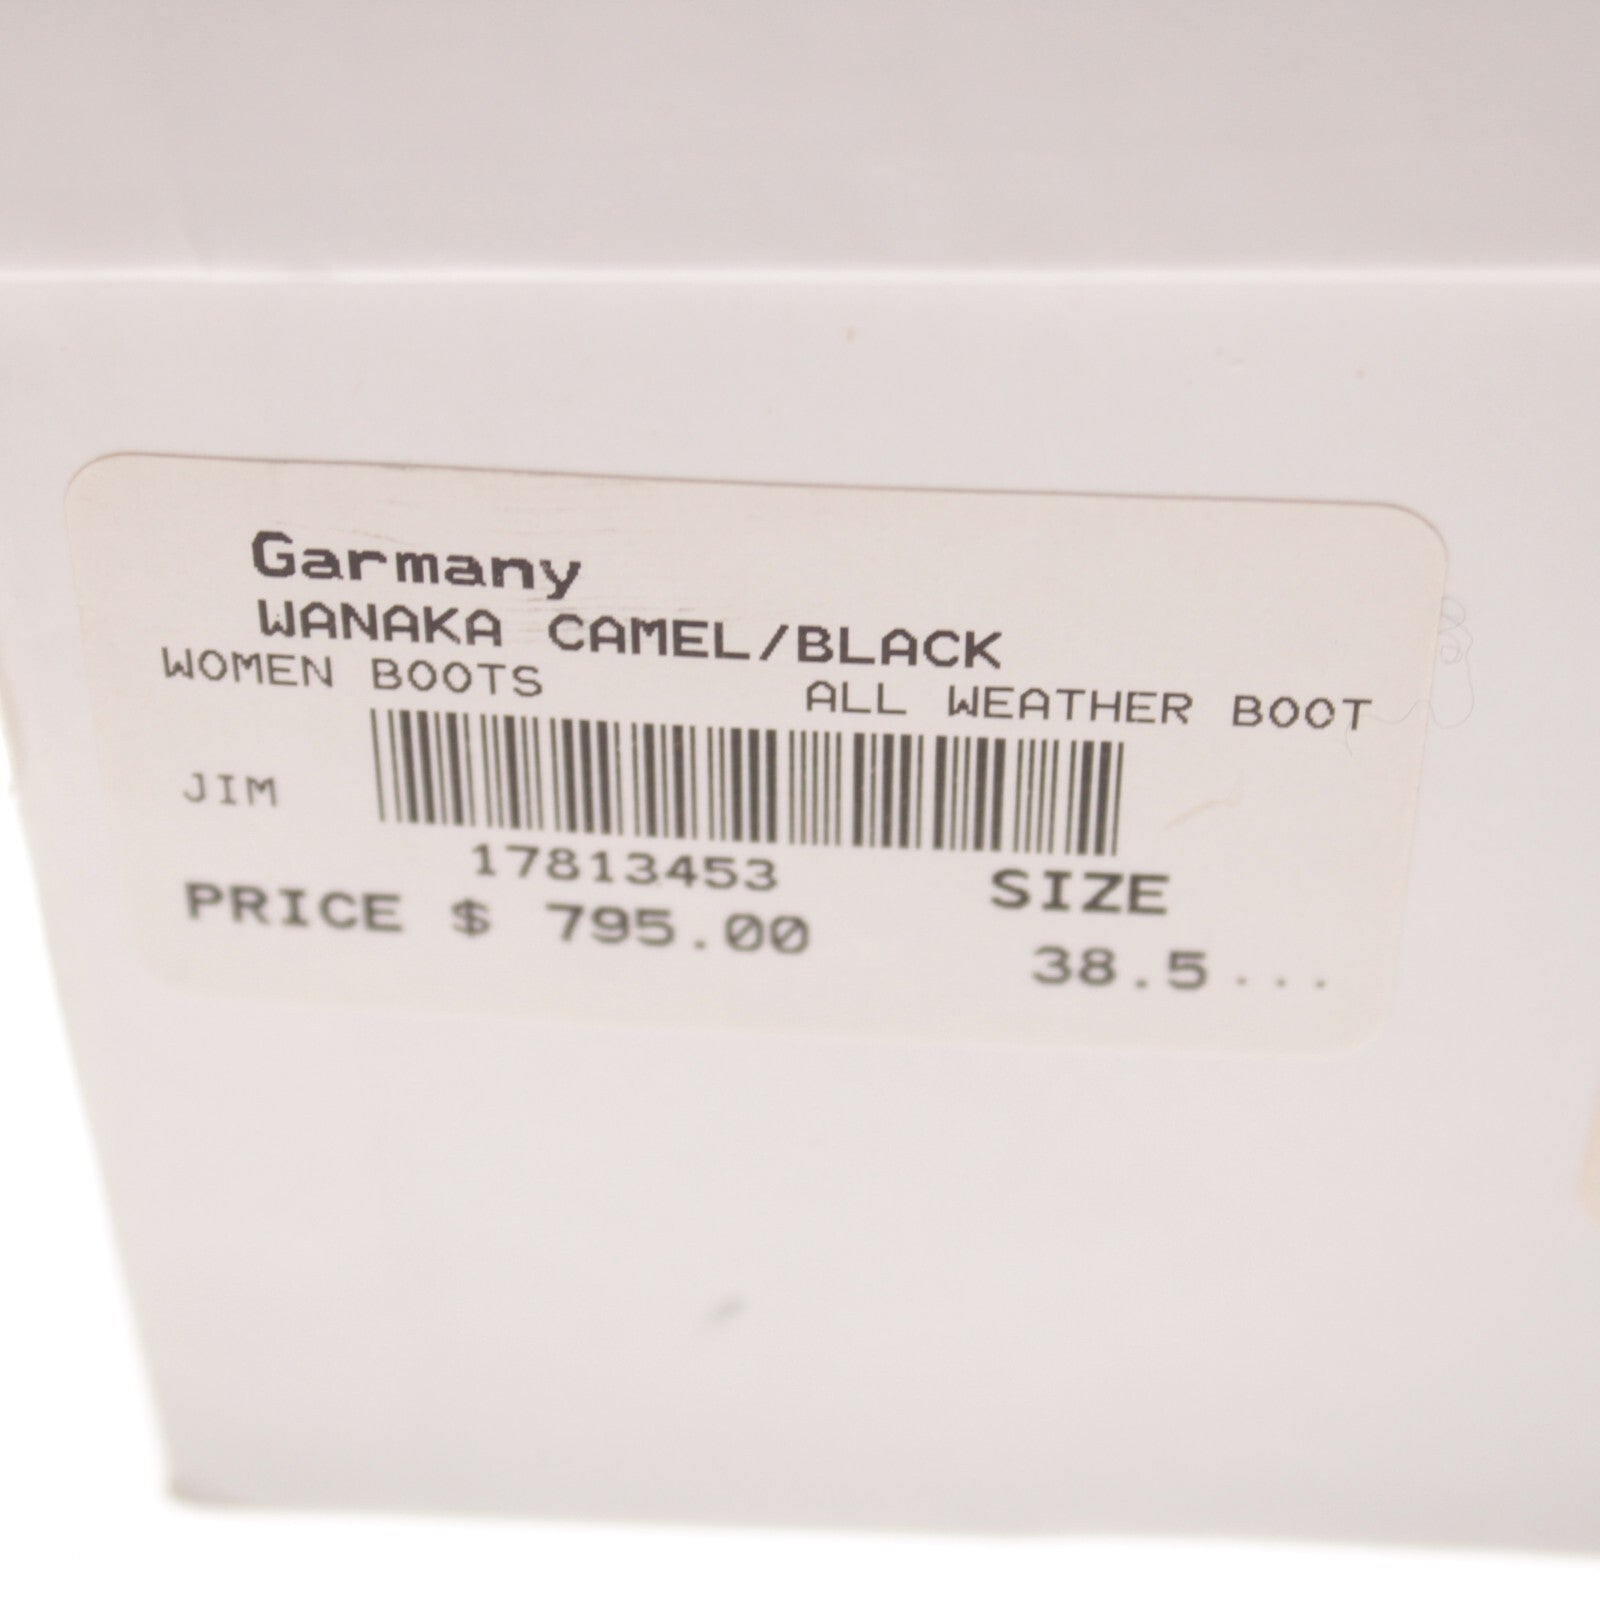 Garmany
WANAKA CAMEL/BLACK
WOMEN BOOTS ALL WEATHER BOOT
JIM
17813453
PRICE $ 795.00
SIZE
38.5...